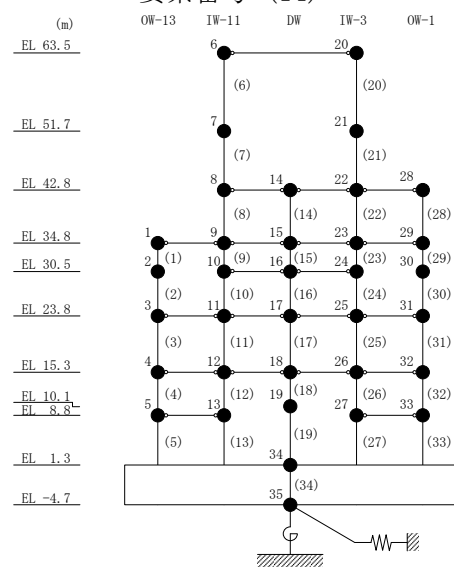 (m) OW-13 IW-11 DW IW-3 OW-1
EL 63.5 6 20
(6) (20)
EL 51.7 7 21
(7) (21)
EL 42.8 8 14 22 28
(8) (14) (22) (28)
EL 34.8 1 9 15 23 29
(1) (9) (15) (23) (29)
EL 30.5 2 10 16 24 30
(2) (10) (16) (24) (30)
EL 23.8 3 11 17 25 31
(3) (11) (17) (25) (31)
EL 15.3 4 12 18 26 32
(4) (12) (18) (26) (32)
EL 10.1 19
EL 8.8 5 13 27 33
(5) (13) (19) (27) (33)
EL 1.3 34
(34)
EL -4.7 35